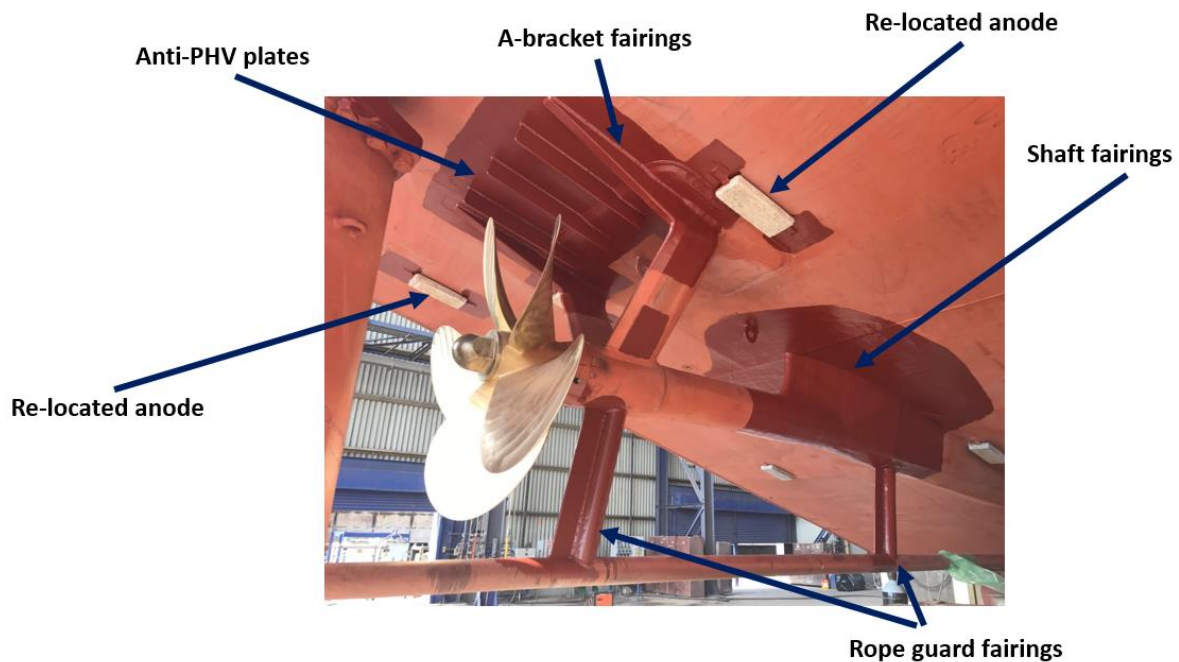 Re-located anode
A-bracket fairings
Anti-PHV plates
Shaft fairings
Re-located anode
Rope guard fairings